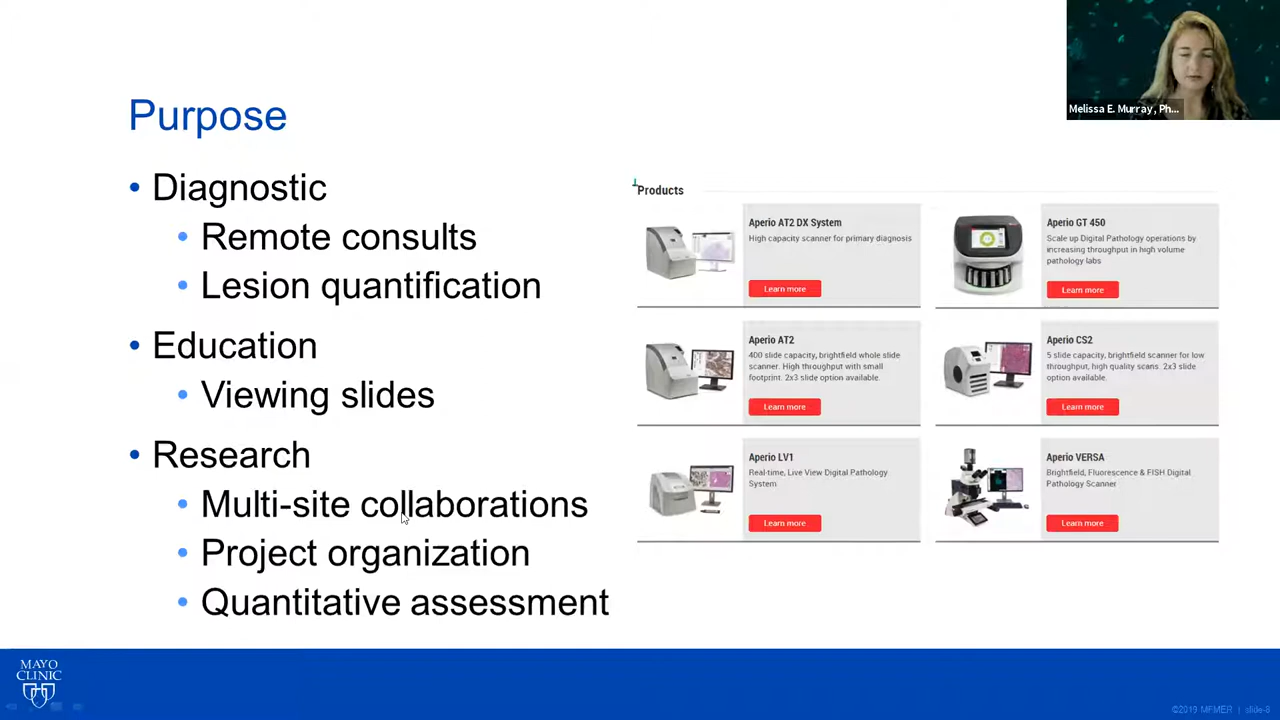 Melissa E. Murray, Ph...
Purpose
• Diagnostic
• Remote consults
• Lesion quantification
• Education
• Viewing slides
• Research
• Multi-site collaborations
• Project organization
• Quantitative assessment
Products
Aperio AT2 DX System
High capacity scanner for primary diagnosis
Learn more
Aperio GT 450
Scale up Digital Pathology operations by
increasing throughput in high volume
pathology labs
Learn more
Aperio AT2
400 slide capacity, brightfield whole slide
scanner. High throughput with small
footprint. 2x3 slide option available.
Learn more
Aperio CS2
5 slide capacity, brightfield scanner for low
throughput, high quality scans. 2x3 slide
option available.
Learn more
Aperio LV1
Real-time, Live View Digital Pathology
System
Learn more
Aperio VERSA
Brightfield, Fluorescence & FISH Digital
Pathology Scanner
Learn more
MAYO
CLINIC
©2019 MFMER | slide-8